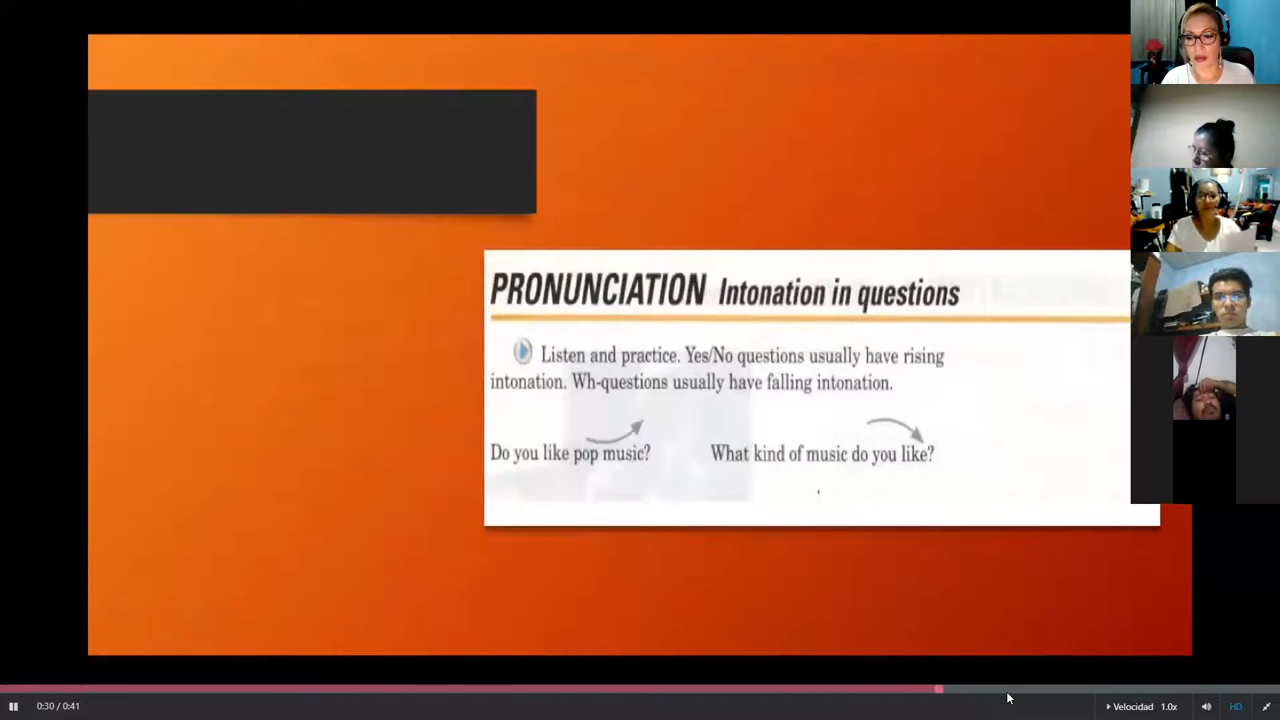 PRONUNCIATION Intonation in questions
Listen and practice. Yes/No questions usually have rising
intonation. Wh-questions usually have falling intonation.
Do you like pop music? What kind of music do you like?
0:30 / 0:41 Velocidad 1.0x HD